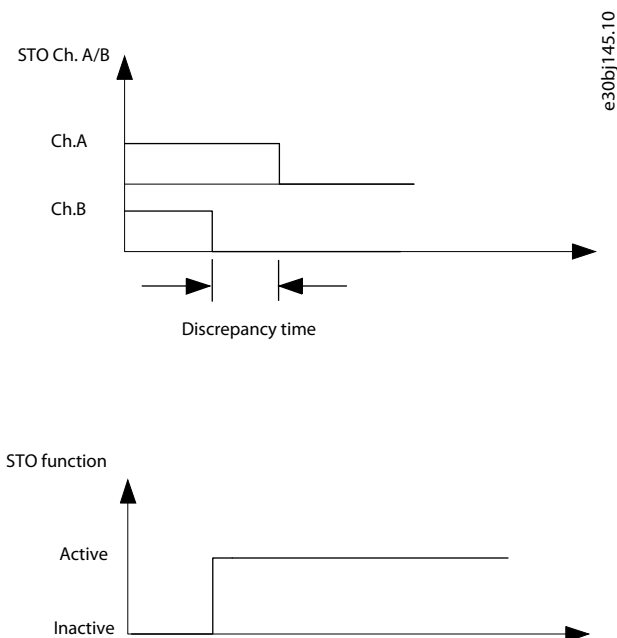 e30bj145.10
STO Ch. A/B
Ch.A
Ch.B
Discrepancy time
STO function
Active
Inactive